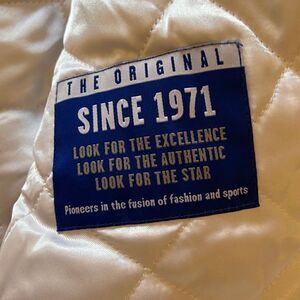 THE ORIGINAL
SINCE 1971
LOOK FOR THE EXCELLENCE
LOOK FOR THE AUTHENTIC
LOOK FOR THE STAR
Pioneers in the fusion of fashion and sports